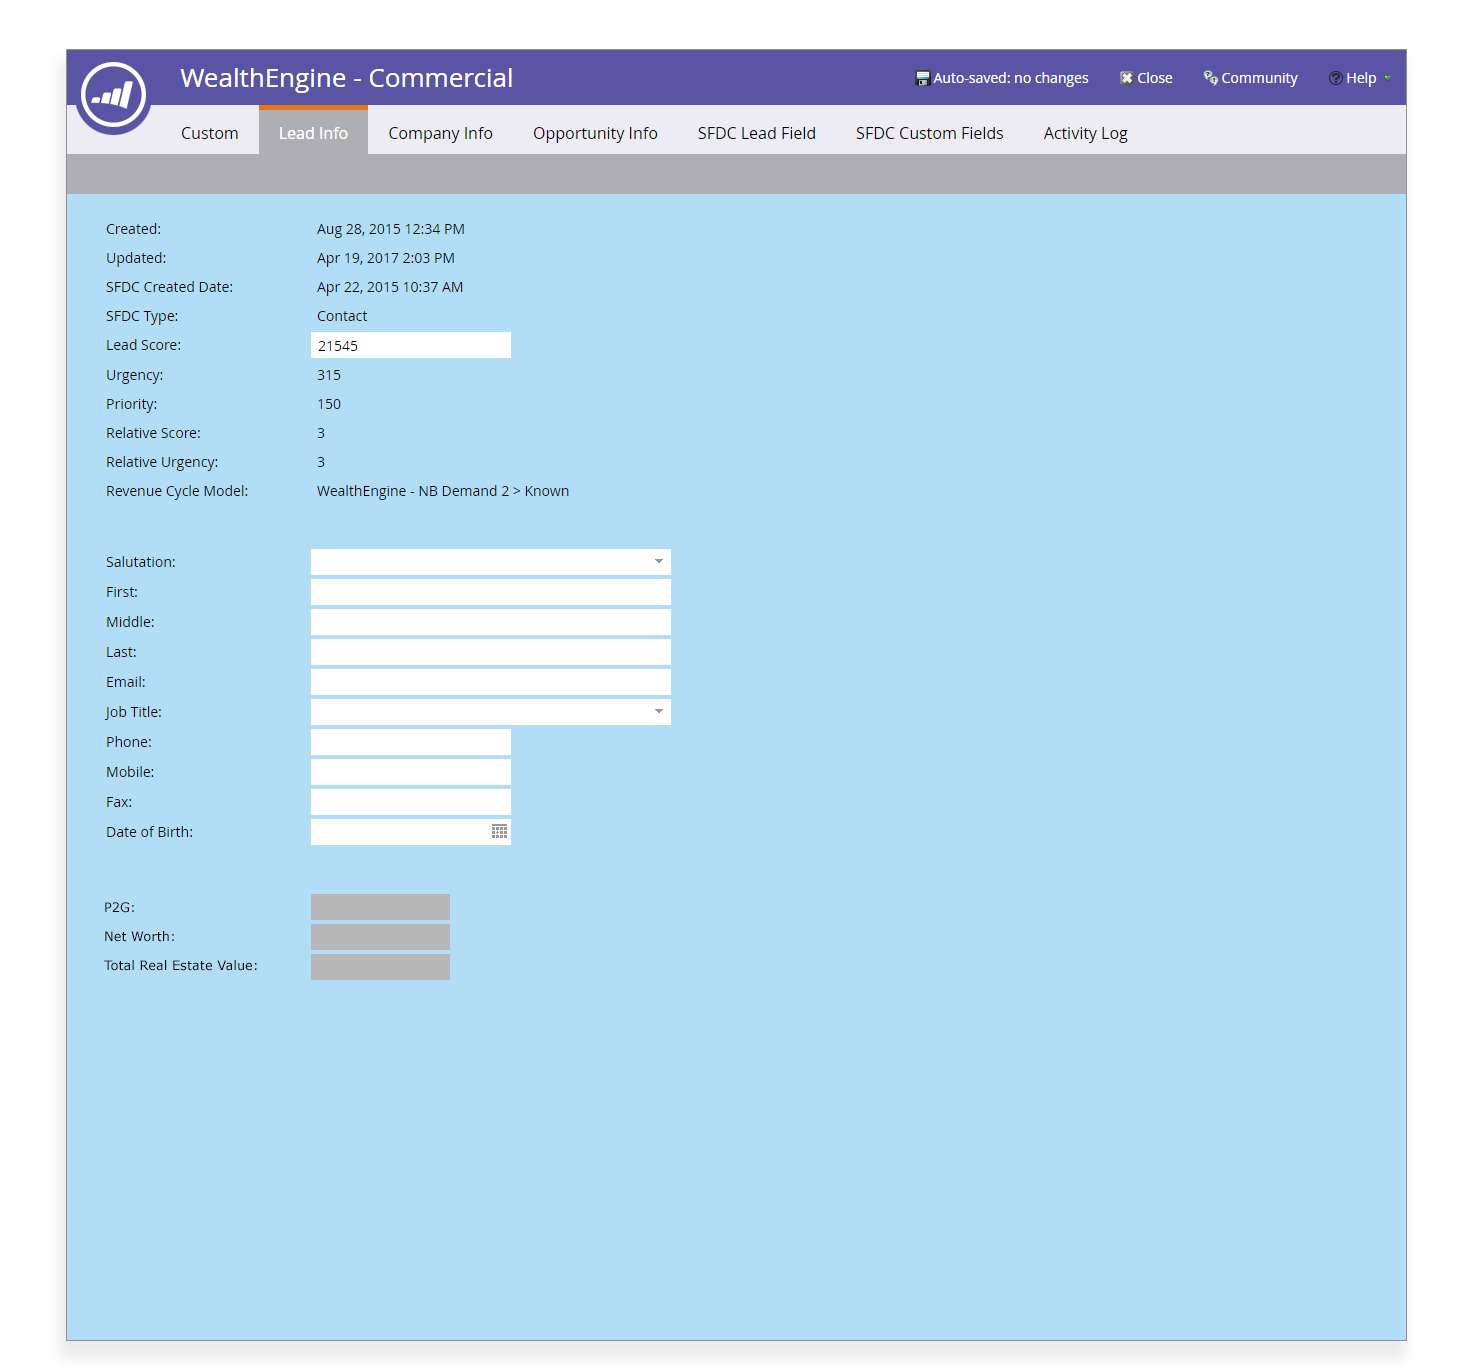 WealthEngine - Commercial
Auto-saved: no changes Close Community Help
Custom Lead Info Company Info Opportunity Info SFDC Lead Field SFDC Custom Fields Activity Log
Created: Aug 28, 2015 12:34 PM
Updated: Apr 19, 2017 2:03 PM
SFDC Created Date: Apr 22, 2015 10:37 AM
SFDC Type: Contact
Lead Score: 21545
Urgency: 315
Priority: 150
Relative Score: 3
Relative Urgency: 3
Revenue Cycle Model: WealthEngine - NB Demand 2 > Known
Salutation:
First:
Middle:
Last:
Email:
Job Title:
Phone:
Mobile:
Fax:
Date of Birth:
P2G:
Net Worth:
Total Real Estate Value: